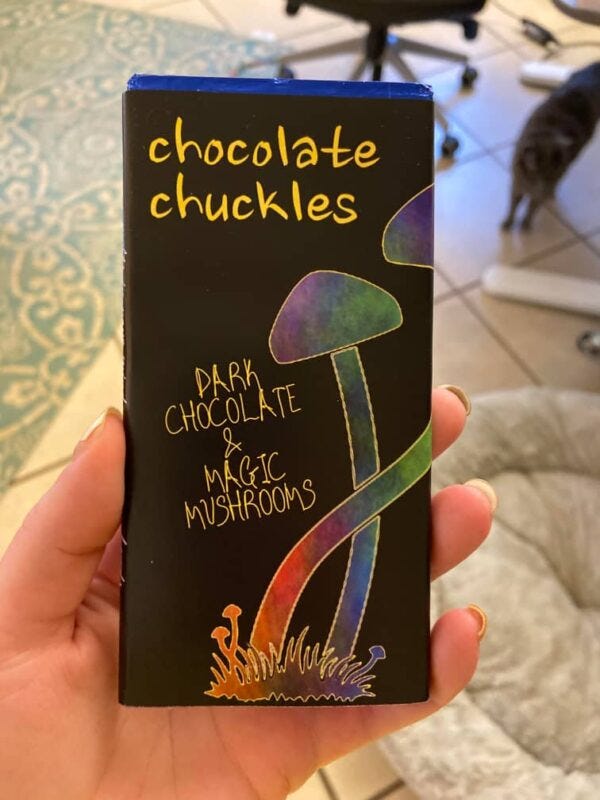 chocolate
chuckles
DARK
CHOCOLATE
&
MAGIC
MUSHROOMS